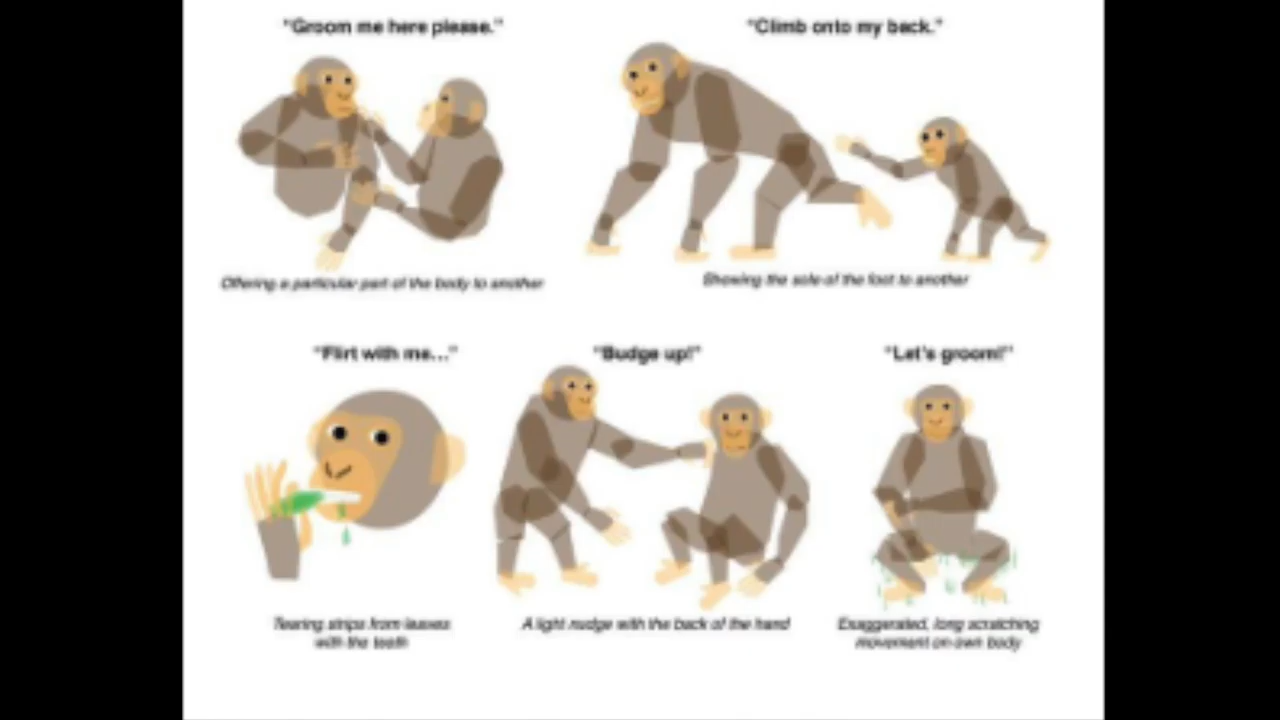 "Groom me here please."
"Climb onto my back."
Offering a particular part of the body to another
Showing the sole of the foot to another
"Flirt with me..."
"Budge up!"
"Let's groom!"
Tearing strips from leaves
with the teeth
A light nudge with the back of the hand
Exaggerated, long scratching
movement on own body